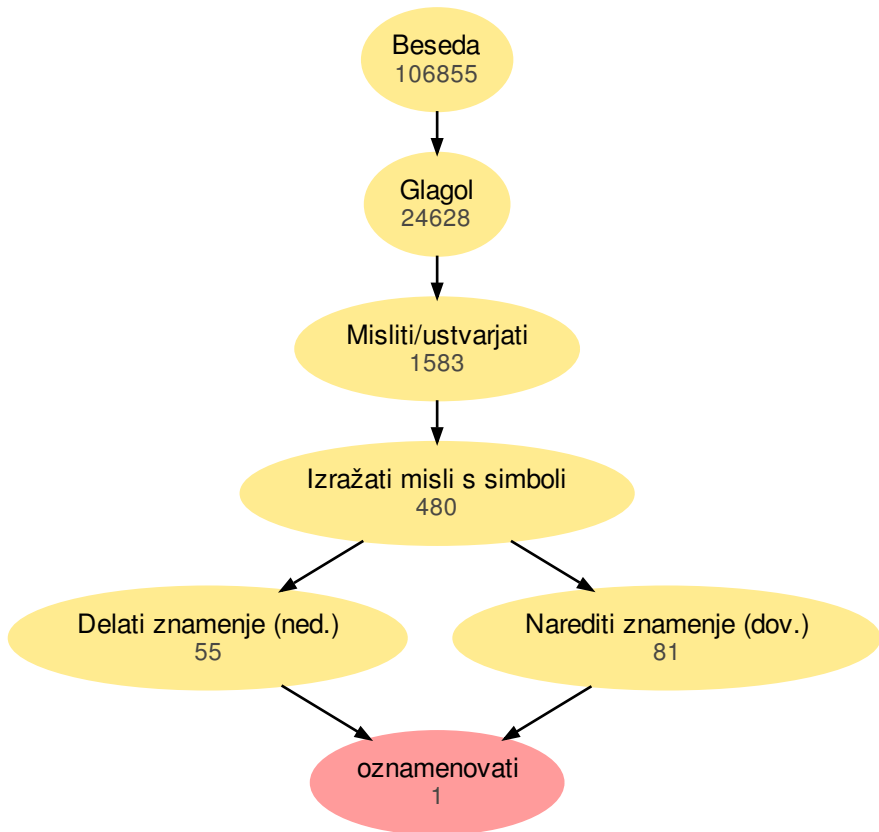 Beseda
106855
Glagol
24628
Misliti/ustvarjati
1583
Izražati misli s simboli
480
Delati znamenje (ned.)
55
Narediti znamenje (dov.)
81
oznamenovati
1